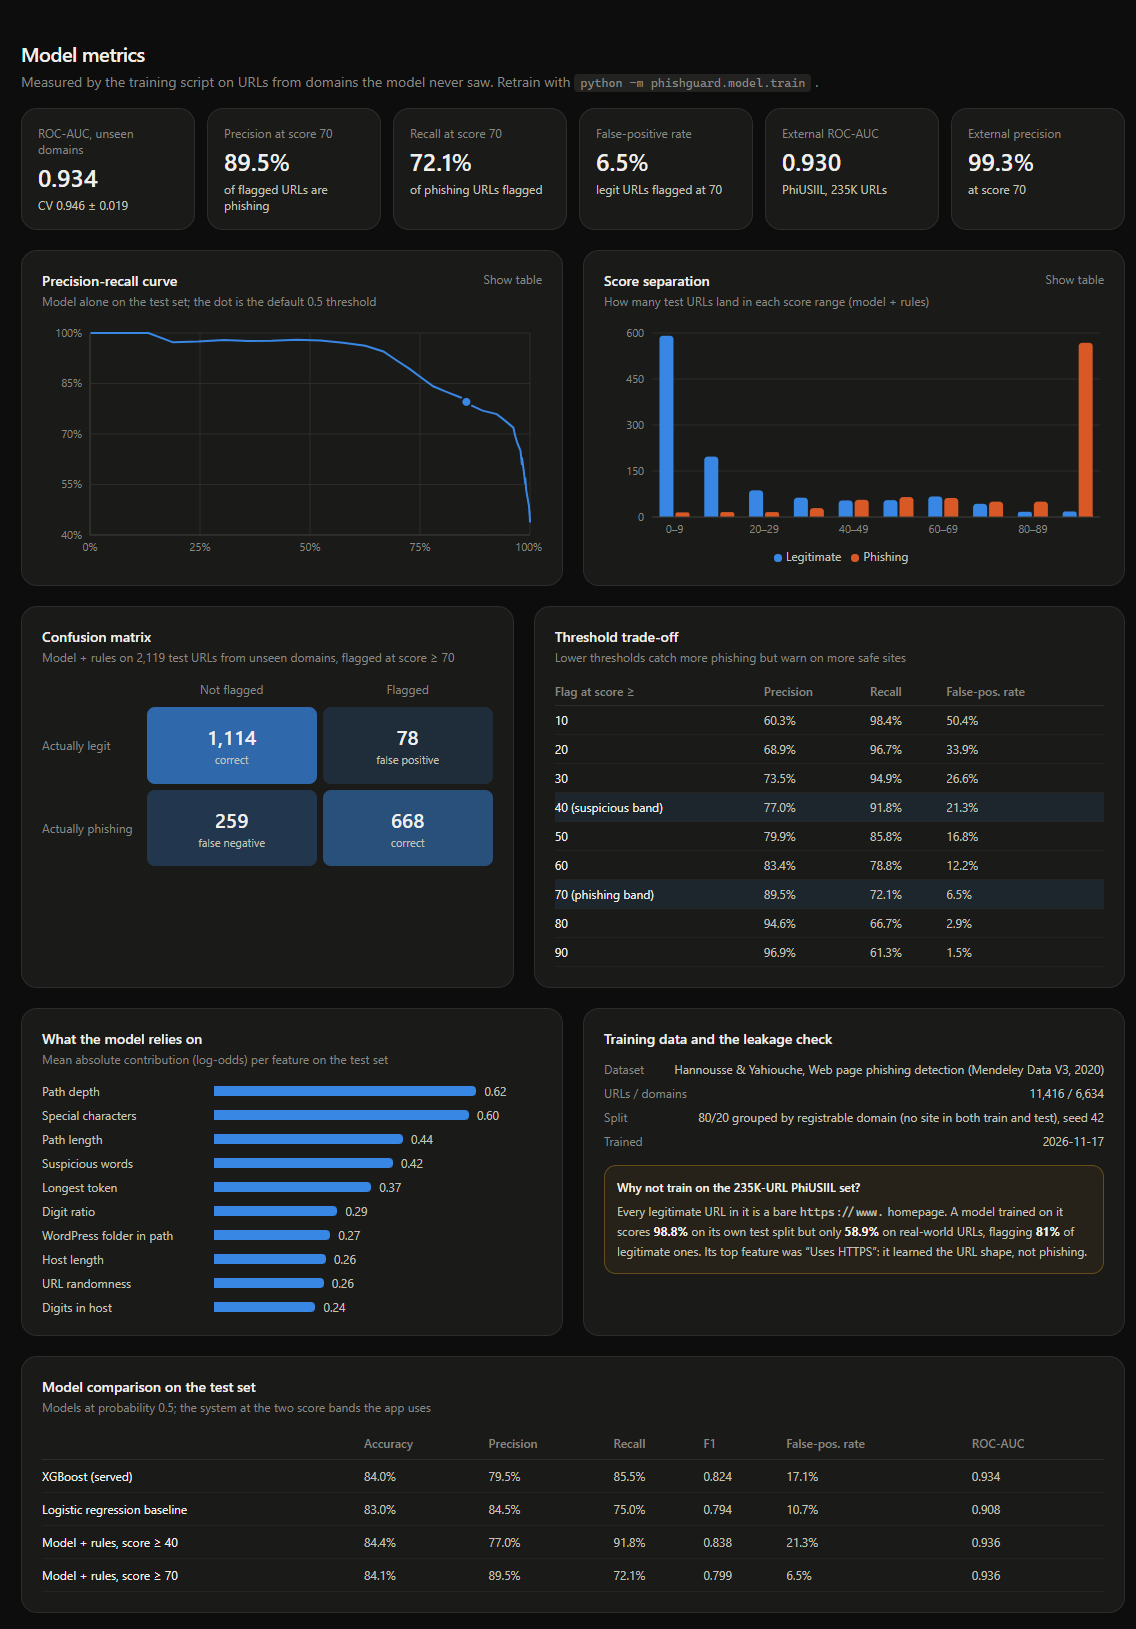 Model metrics
Measured by the training script on URLs from domains the model never saw. Retrain with python -m phishguard.model.train .
ROC-AUC, unseen domains
0.934
CV 0.946 ± 0.019
Precision at score 70
89.5%
of flagged URLs are phishing
Recall at score 70
72.1%
of phishing URLs flagged
False-positive rate
6.5%
legit URLs flagged at 70
External ROC-AUC
0.930
PhiUSIIL, 235K URLs
External precision
99.3%
at score 70
Precision-recall curve
Show table
Model alone on the test set; the dot is the default 0.5 threshold
100%
85%
70%
55%
40%
0% 25% 50% 75% 100%
Score separation
Show table
How many test URLs land in each score range (model + rules)
600
450
300
150
0
0–9 20–29 40–49 60–69 80–89
Legitimate Phishing
Confusion matrix
Model + rules on 2,119 test URLs from unseen domains, flagged at score ≥ 70
Not flagged Flagged
Actually legit
1,114
correct
78
false positive
Actually phishing
259
false negative
668
correct
Threshold trade-off
Lower thresholds catch more phishing but warn on more safe sites
Flag at score ≥ Precision Recall False-pos. rate
10 60.3% 98.4% 50.4%
20 68.9% 96.7% 33.9%
30 73.5% 94.9% 26.6%
40 (suspicious band) 77.0% 91.8% 21.3%
50 79.9% 85.8% 16.8%
60 83.4% 78.8% 12.2%
70 (phishing band) 89.5% 72.1% 6.5%
80 94.6% 66.7% 2.9%
90 96.9% 61.3% 1.5%
What the model relies on
Mean absolute contribution (log-odds) per feature on the test set
Path depth 0.62
Special characters 0.60
Path length 0.44
Suspicious words 0.42
Longest token 0.37
Digit ratio 0.29
WordPress folder in path 0.27
Host length 0.26
URL randomness 0.26
Digits in host 0.24
Training data and the leakage check
Dataset Hannousse & Yahiouche, Web page phishing detection (Mendeley Data V3, 2020)
URLs / domains 11,416 / 6,634
Split 80/20 grouped by registrable domain (no site in both train and test), seed 42
Trained 2026-11-17
Why not train on the 235K-URL PhiUSIIL set?
Every legitimate URL in it is a bare https://www. homepage. A model trained on it
scores 98.8% on its own test split but only 58.9% on real-world URLs, flagging 81% of
legitimate ones. Its top feature was “Uses HTTPS”: it learned the URL shape, not phishing.
Model comparison on the test set
Models at probability 0.5; the system at the two score bands the app uses
Accuracy Precision Recall F1 False-pos. rate ROC-AUC
XGBoost (served) 84.0% 79.5% 85.5% 0.824 17.1% 0.934
Logistic regression baseline 83.0% 84.5% 75.0% 0.794 10.7% 0.908
Model + rules, score ≥ 40 84.4% 77.0% 91.8% 0.838 21.3% 0.936
Model + rules, score ≥ 70 84.1% 89.5% 72.1% 0.799 6.5% 0.936